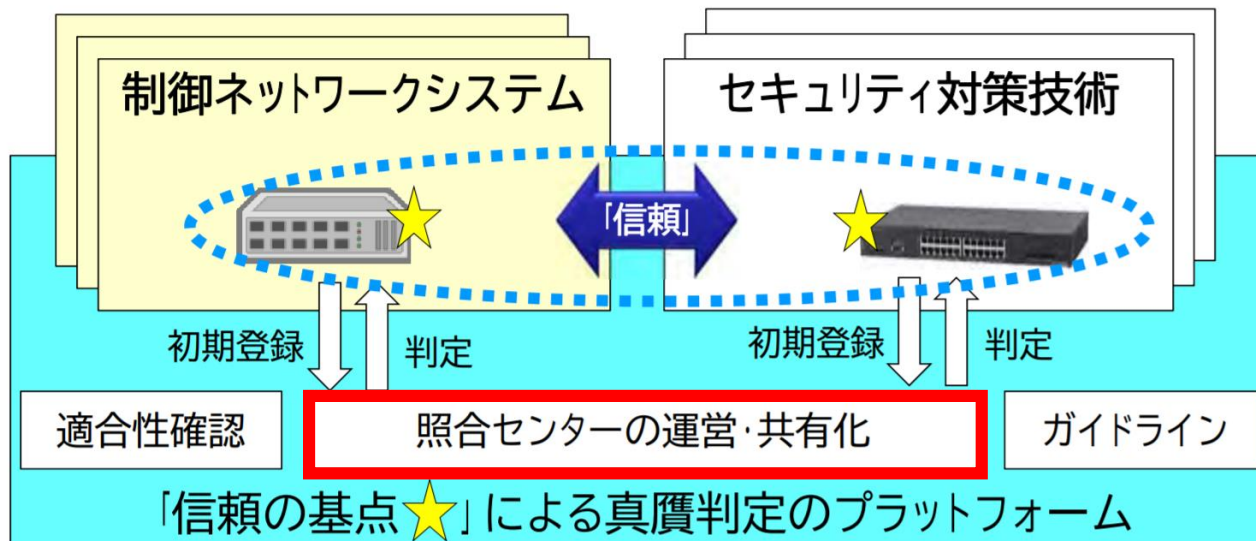 制御ネットワークシステム
セキュリティ対策技術
「信頼」
初期登録
判定
初期登録
判定
適合性確認
照合センターの運営・共有化
ガイドライン
「信頼の基点★」による真贋判定のプラットフォーム